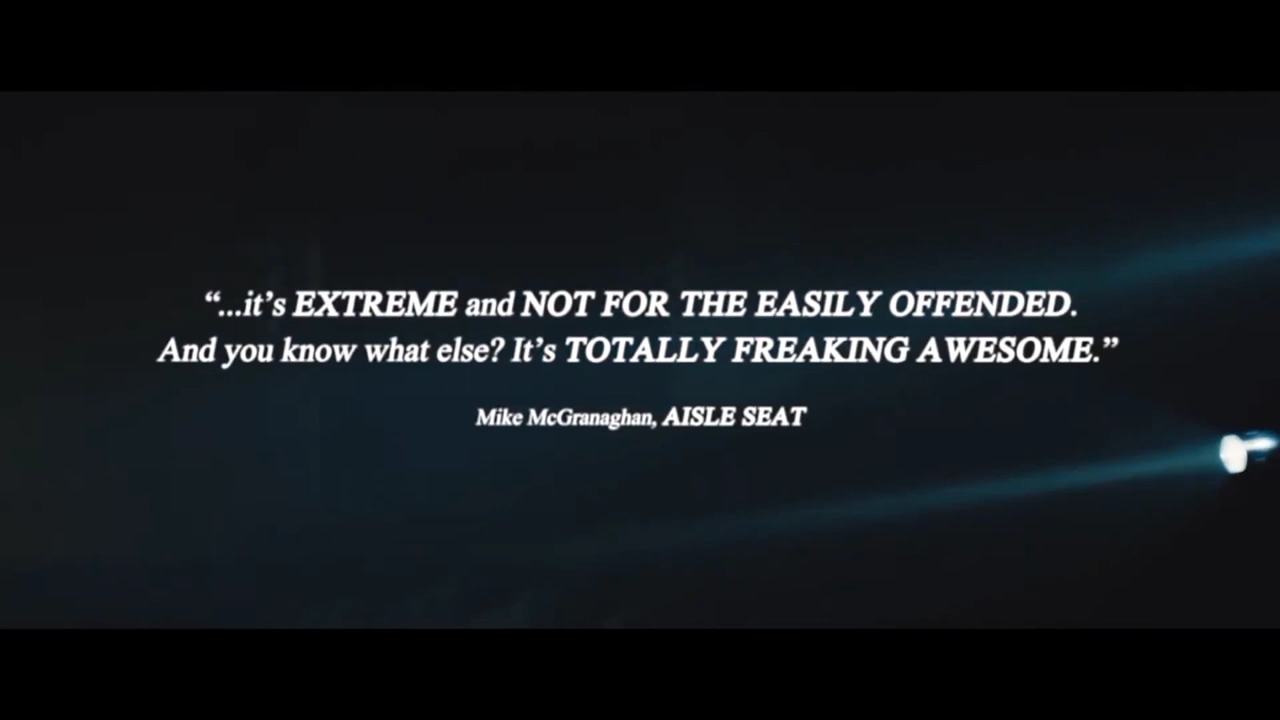 “...it’s EXTREME and NOT FOR THE EASILY OFFENDED.
And you know what else? It’s TOTALLY FREAKING AWESOME.”
Mike McGranaghan, AISLE SEAT